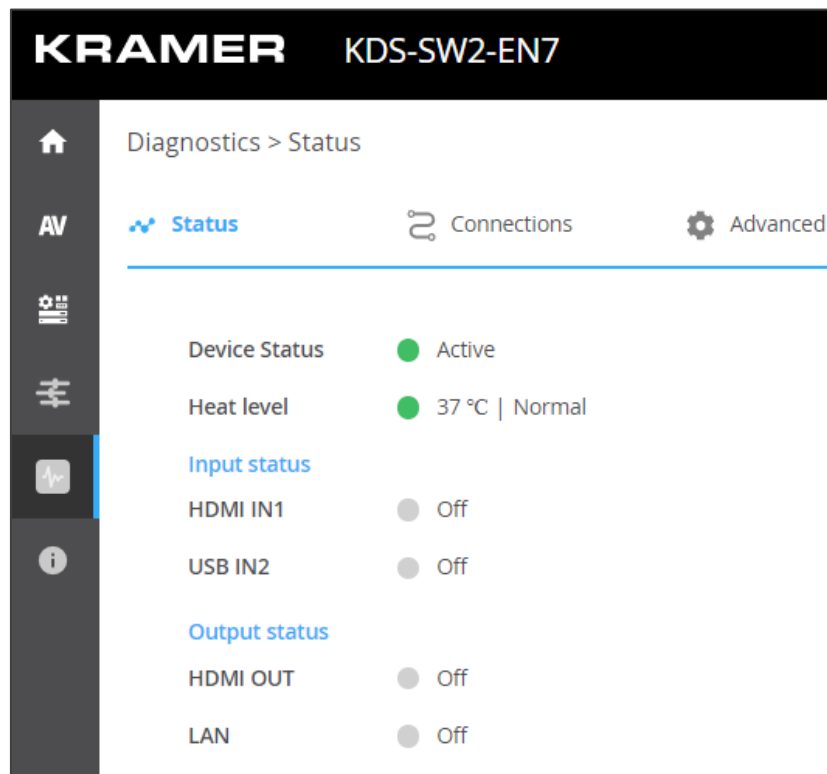 KRAMER KDS-SW2-EN7
Diagnostics > Status
AV
Status Connections Advanced
Device Status Active
Heat level 37 °C | Normal
Input status
HDMI IN1 Off
USB IN2 Off
Output status
HDMI OUT Off
LAN Off